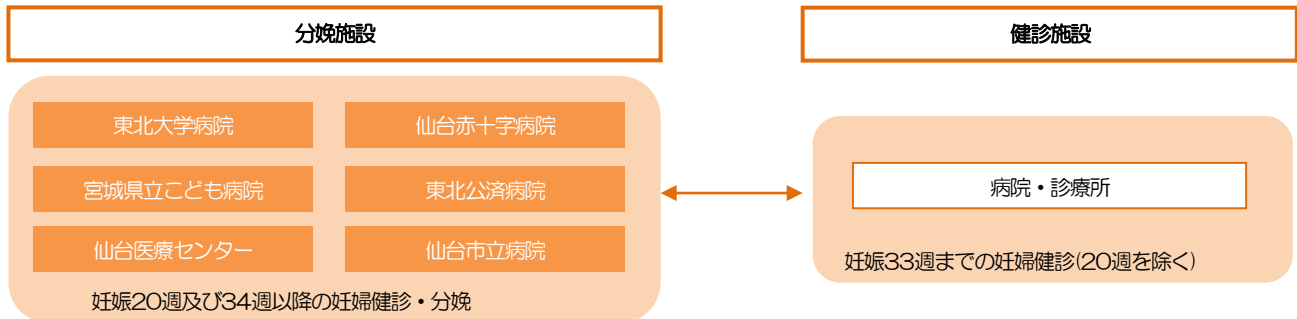 分娩施設
健診施設
東北大学病院
仙台赤十字病院
宮城県立こども病院
東北公済病院
仙台医療センター
仙台市立病院
妊娠20週及び34週以降の妊婦健診・分娩
病院・診療所
妊娠33週までの妊婦健診(20週を除く)